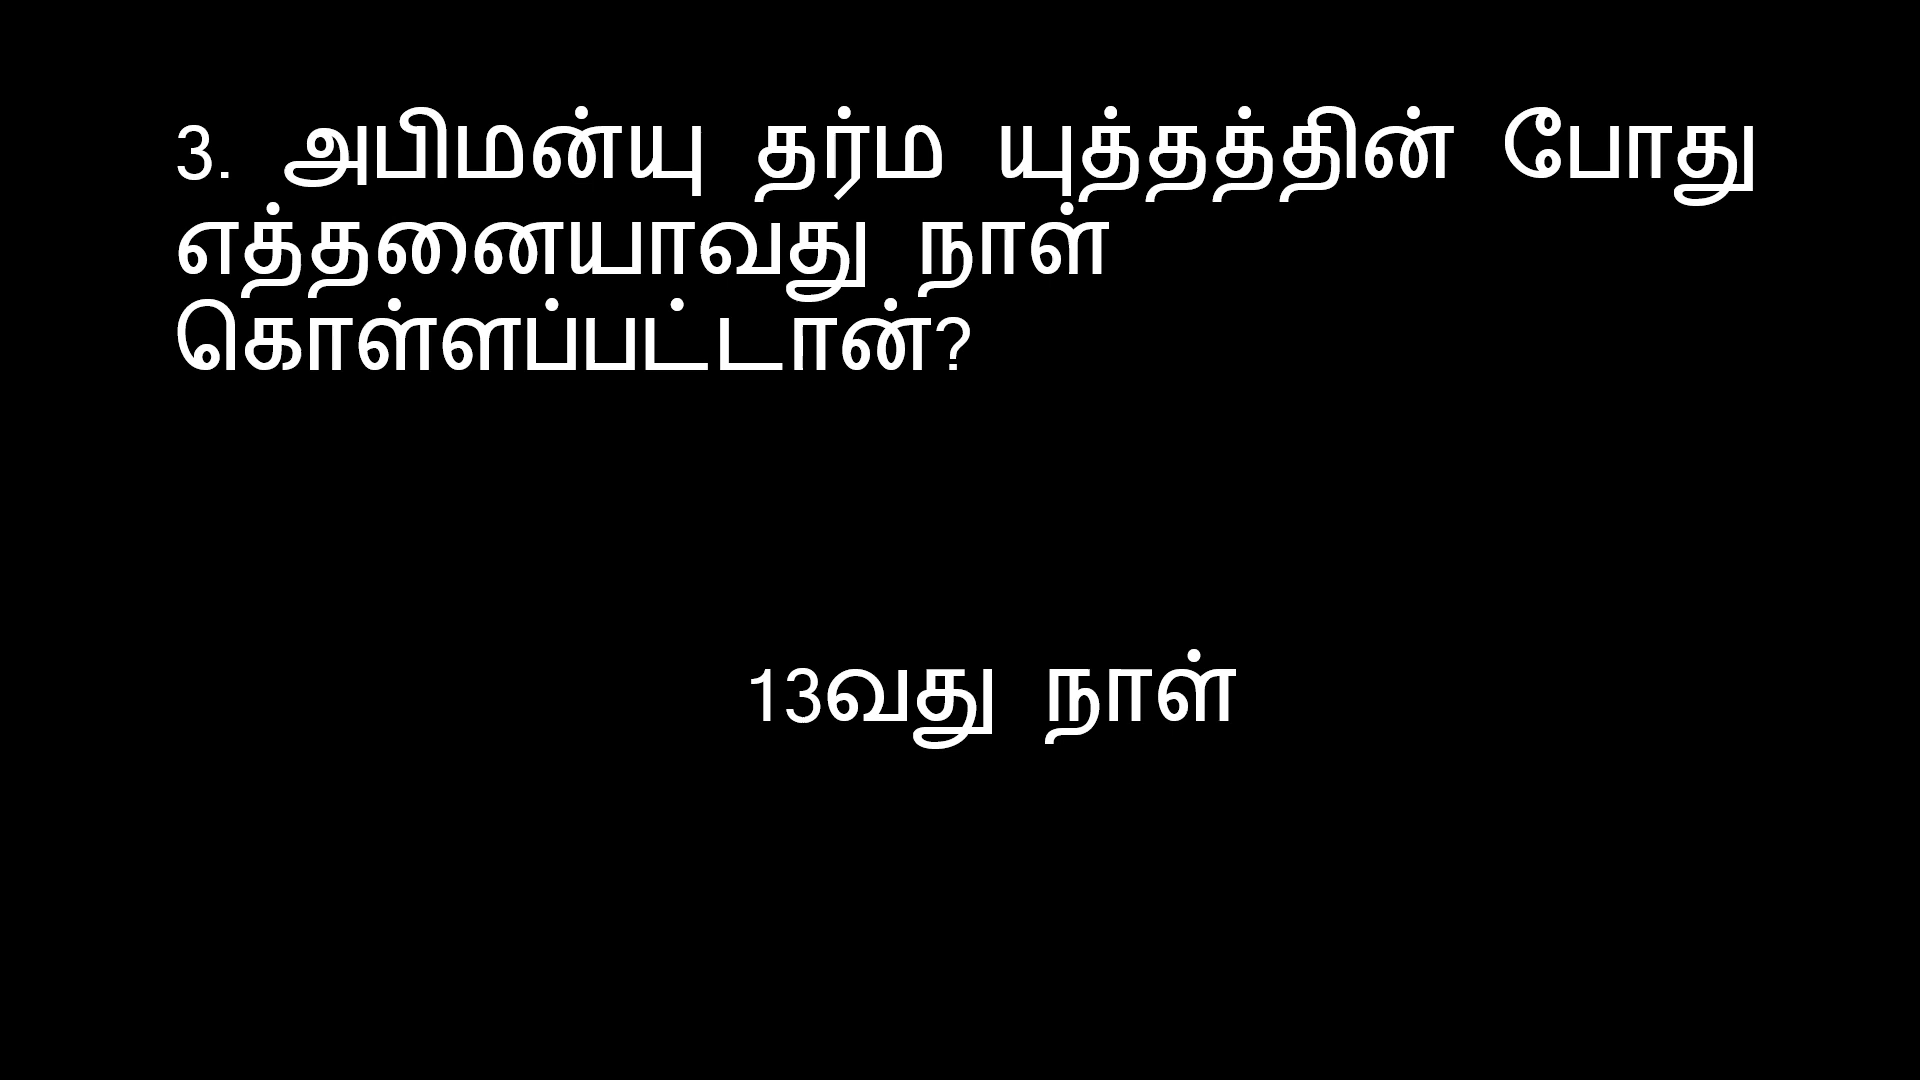 3. அபிமன்யு தர்ம யுத்தத்தின் போது
எத்தனையாவது நாள்
கொள்ளப்பட்டான்?
13வது நாள்